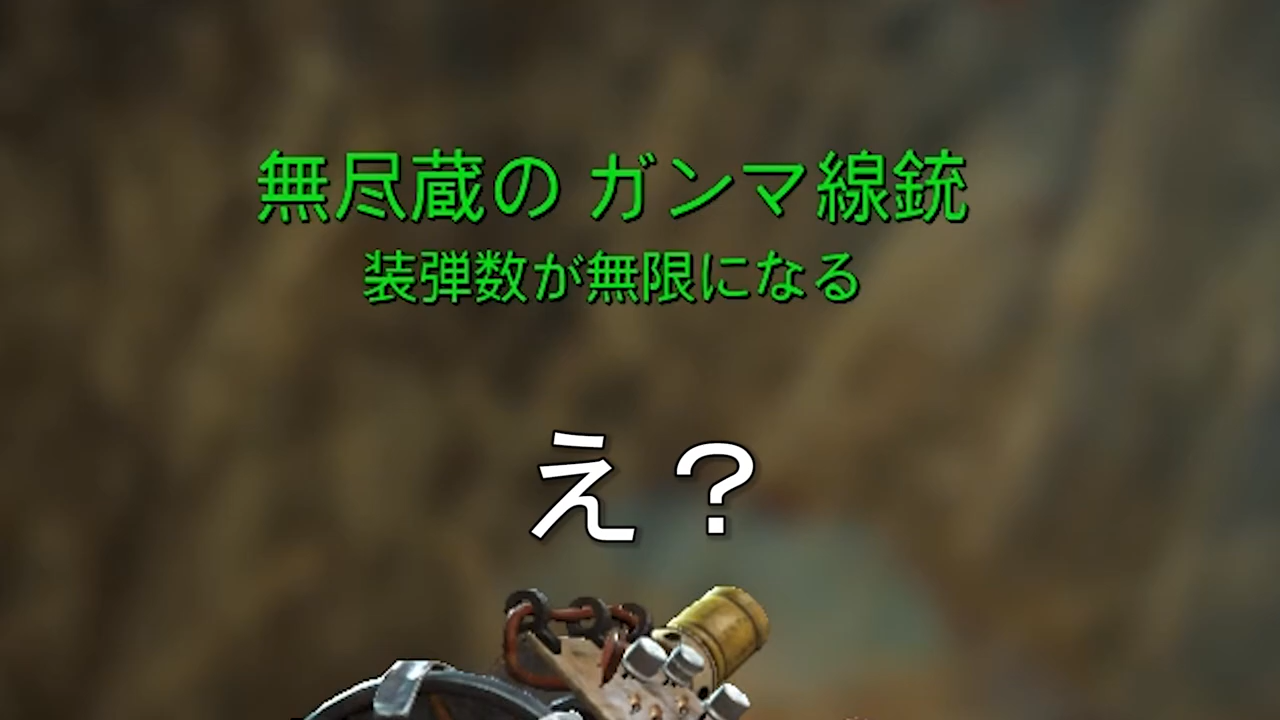 無尽蔵の ガンマ線銃
装弾数が無限になる
え？